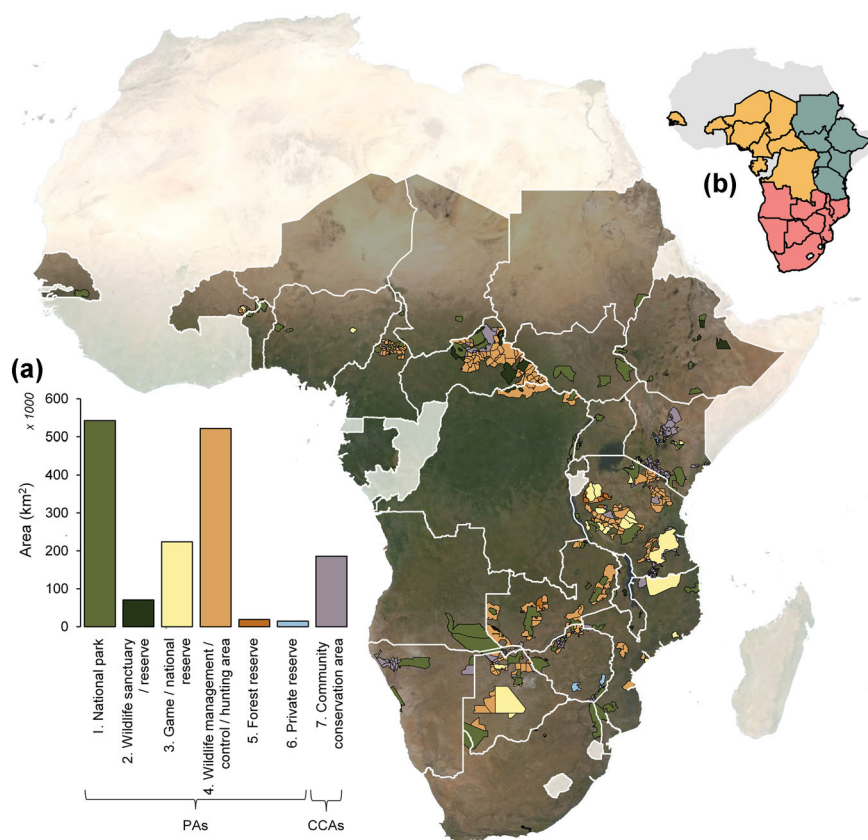 (b)
(a)
x 1000
600
500
400
300
200
100
0
Area (km²)
1. National park
2. Wildlife sanctuary
/ reserve
3. Game / national
reserve
4. Wildlife management /
control / hunting area
5. Forest reserve
6. Private reserve
7. Community
conservation area
PAs
CCAs